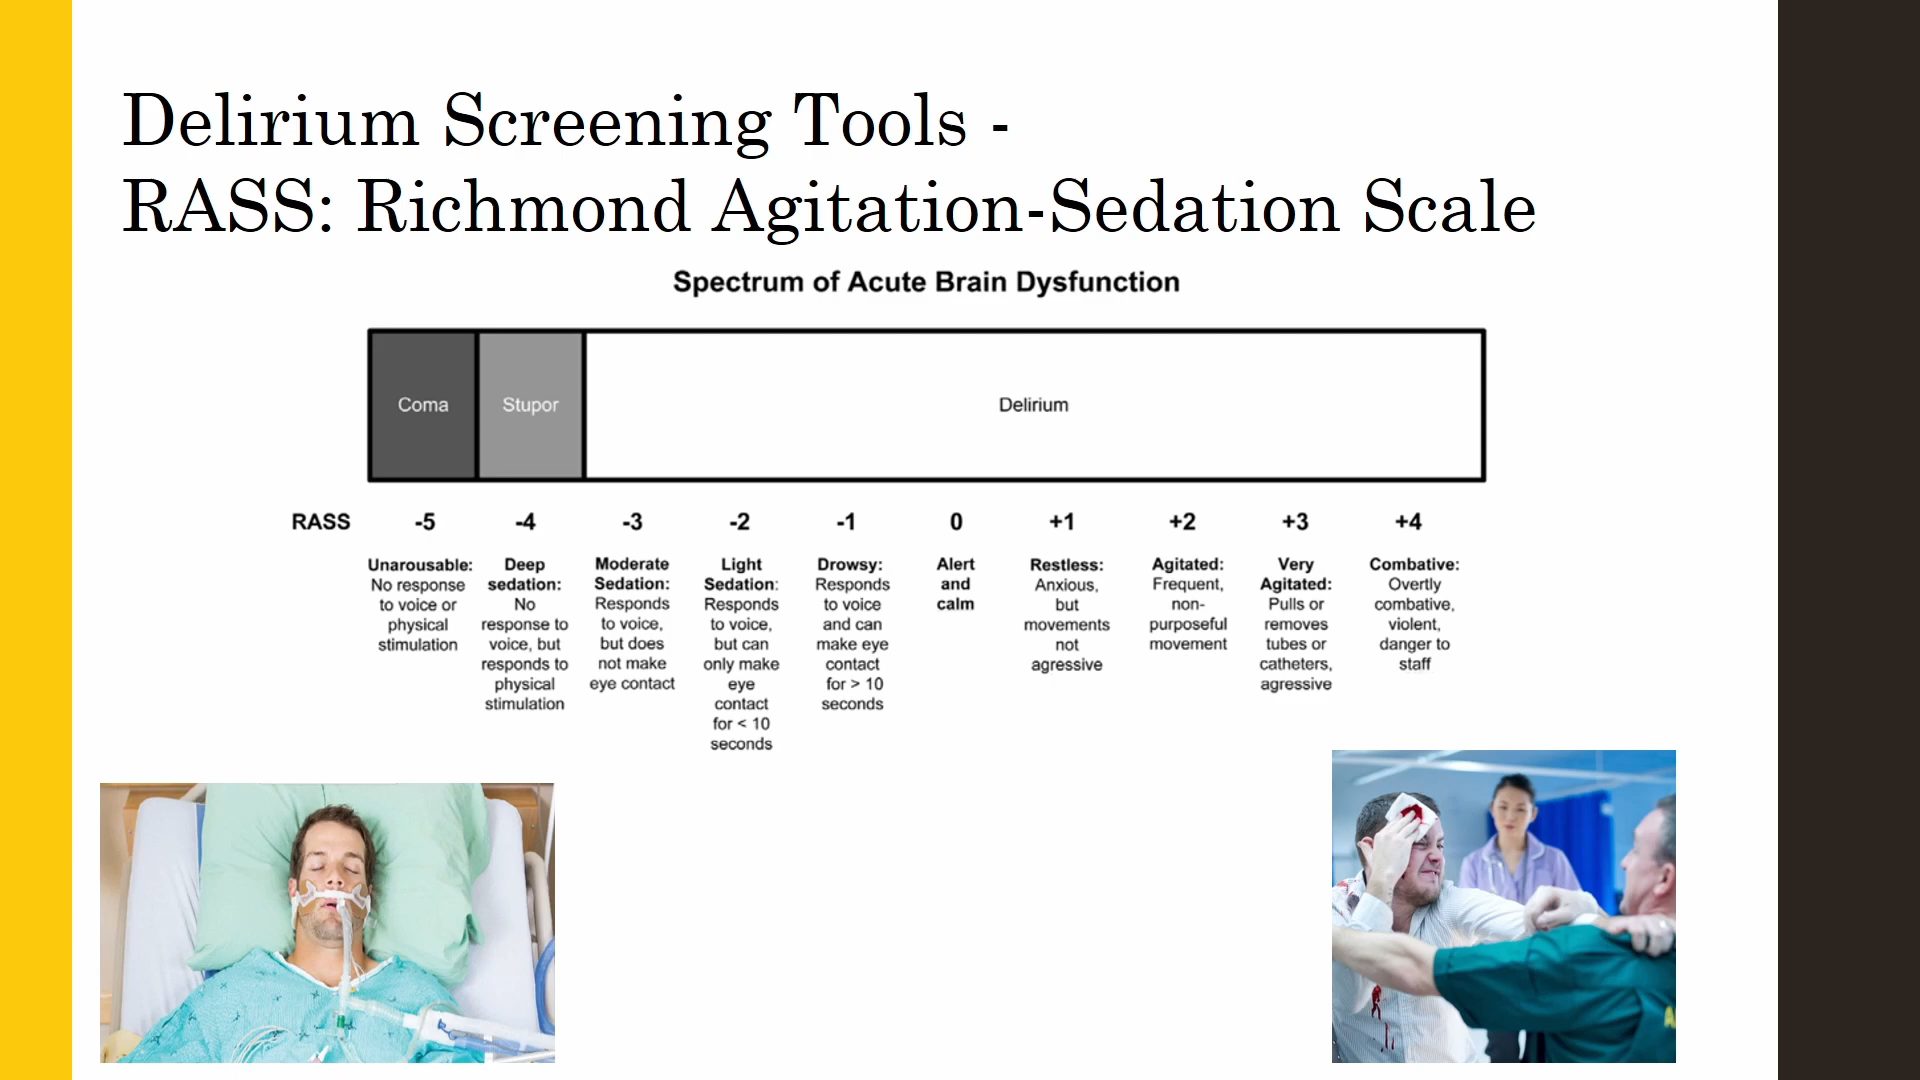 Delirium Screening Tools -
RASS: Richmond Agitation-Sedation Scale
Spectrum of Acute Brain Dysfunction
Coma
Stupor
Delirium
RASS -5 -4 -3 -2 -1 0 +1 +2 +3 +4
Unarousable:
No response
to voice or
physical
stimulation
Deep
sedation:
No
response to
voice, but
responds to
physical
stimulation
Moderate
Sedation:
Responds
to voice,
but does
not make
eye contact
Light
Sedation:
Responds
to voice,
but can
only make
eye
contact
for < 10
seconds
Drowsy:
Responds
to voice
and can
make eye
contact
for > 10
seconds
Alert
and
calm
Restless:
Anxious,
but
movements
not
agressive
Agitated:
Frequent,
non-
purposeful
movement
Very
Agitated:
Pulls or
removes
tubes or
catheters,
agressive
Combative:
Overtly
combative,
violent,
danger to
staff